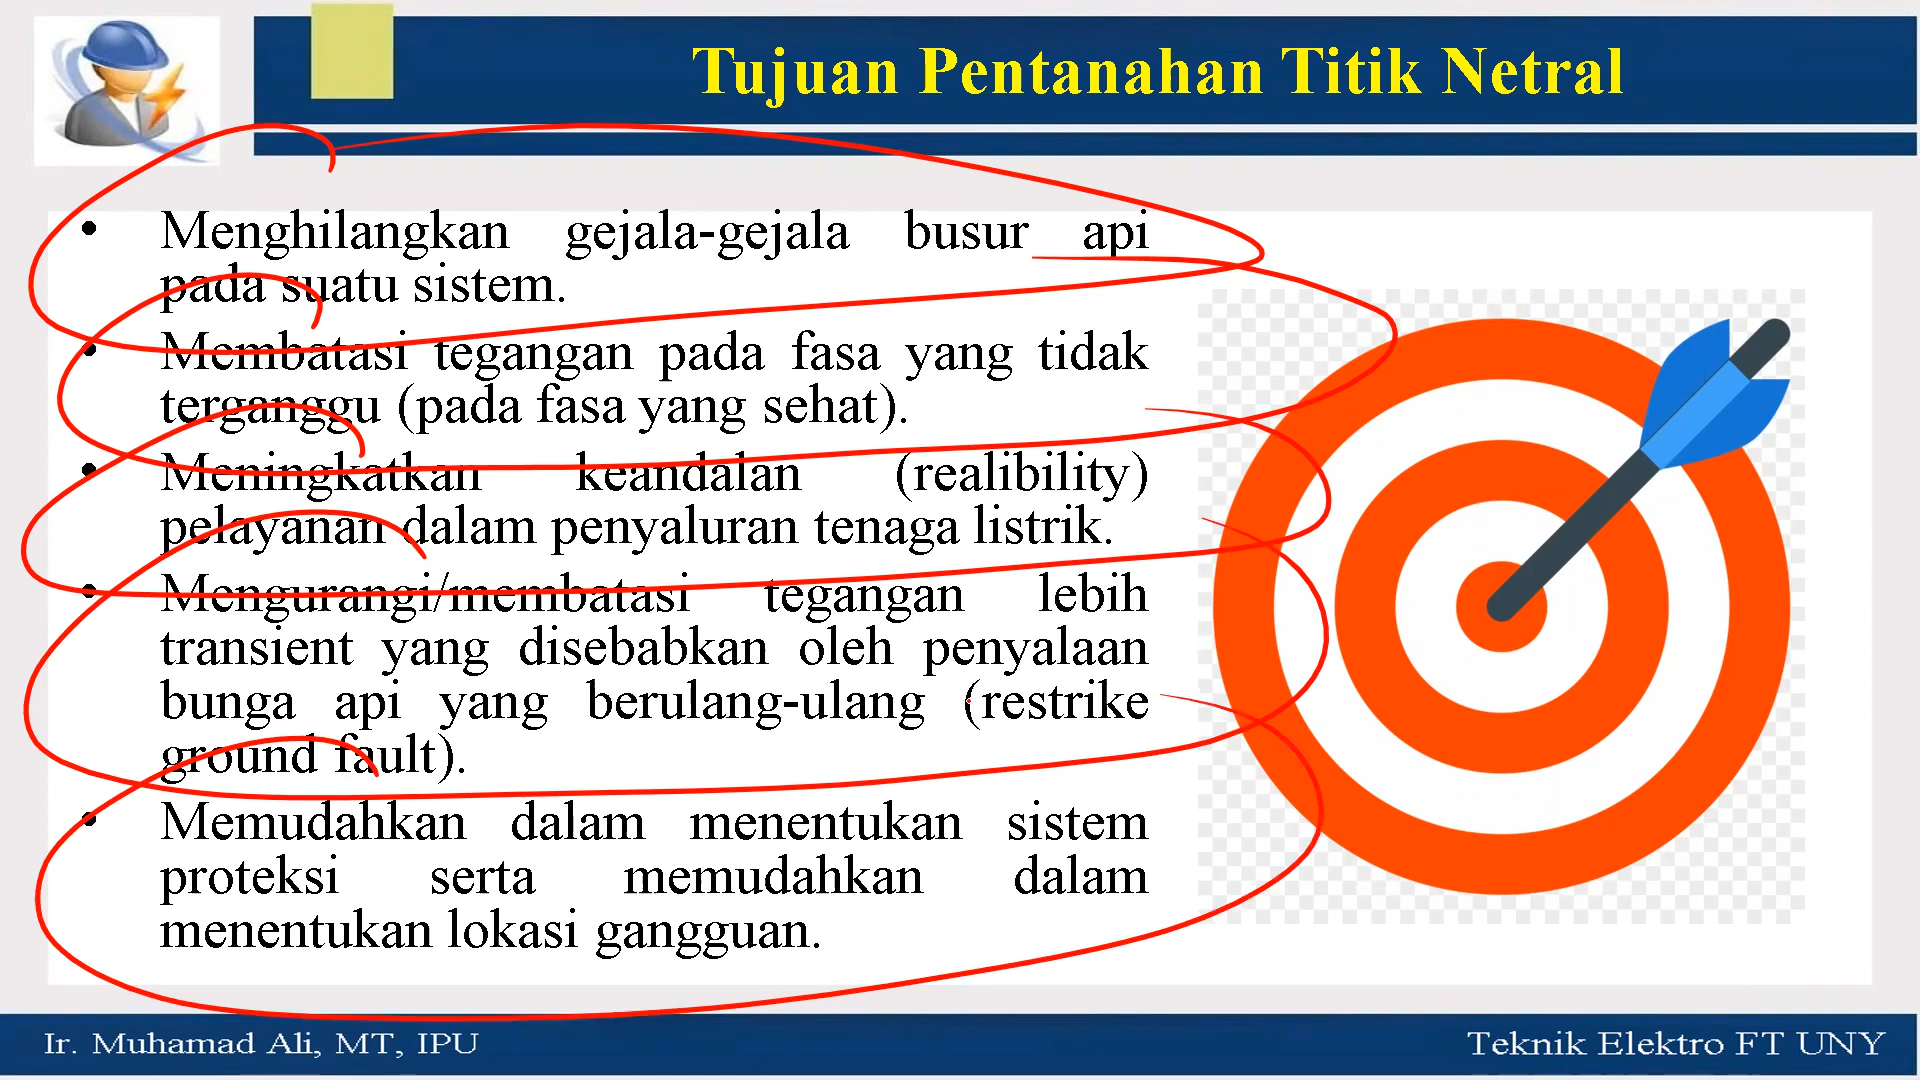 Tujuan Pentanahan Titik Netral
• Menghilangkan gejala-gejala busur api
pada suatu sistem.
• Membatasi tegangan pada fasa yang tidak
terganggu (pada fasa yang sehat).
• Meningkatkan keandalan (realibility)
pelayanan dalam penyaluran tenaga listrik.
• Mengurangi/membatasi tegangan lebih
transient yang disebabkan oleh penyalaan
bunga api yang berulang-ulang (restrike
ground fault).
• Memudahkan dalam menentukan sistem
proteksi serta memudahkan dalam
menentukan lokasi gangguan.
Ir. Muhamad Ali, MT, IPU
Teknik Elektro FT UNY